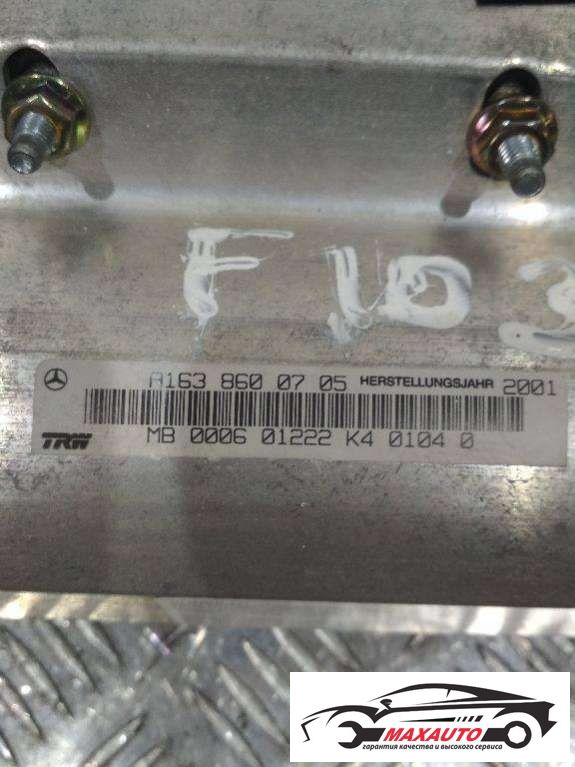 F103
A163 860 07 05 HERSTELLUNGSJAHR 2001
TRW MB 0006 01222 K4 0104 0
MAXAUTO
гарантия качества и высокого сервиса